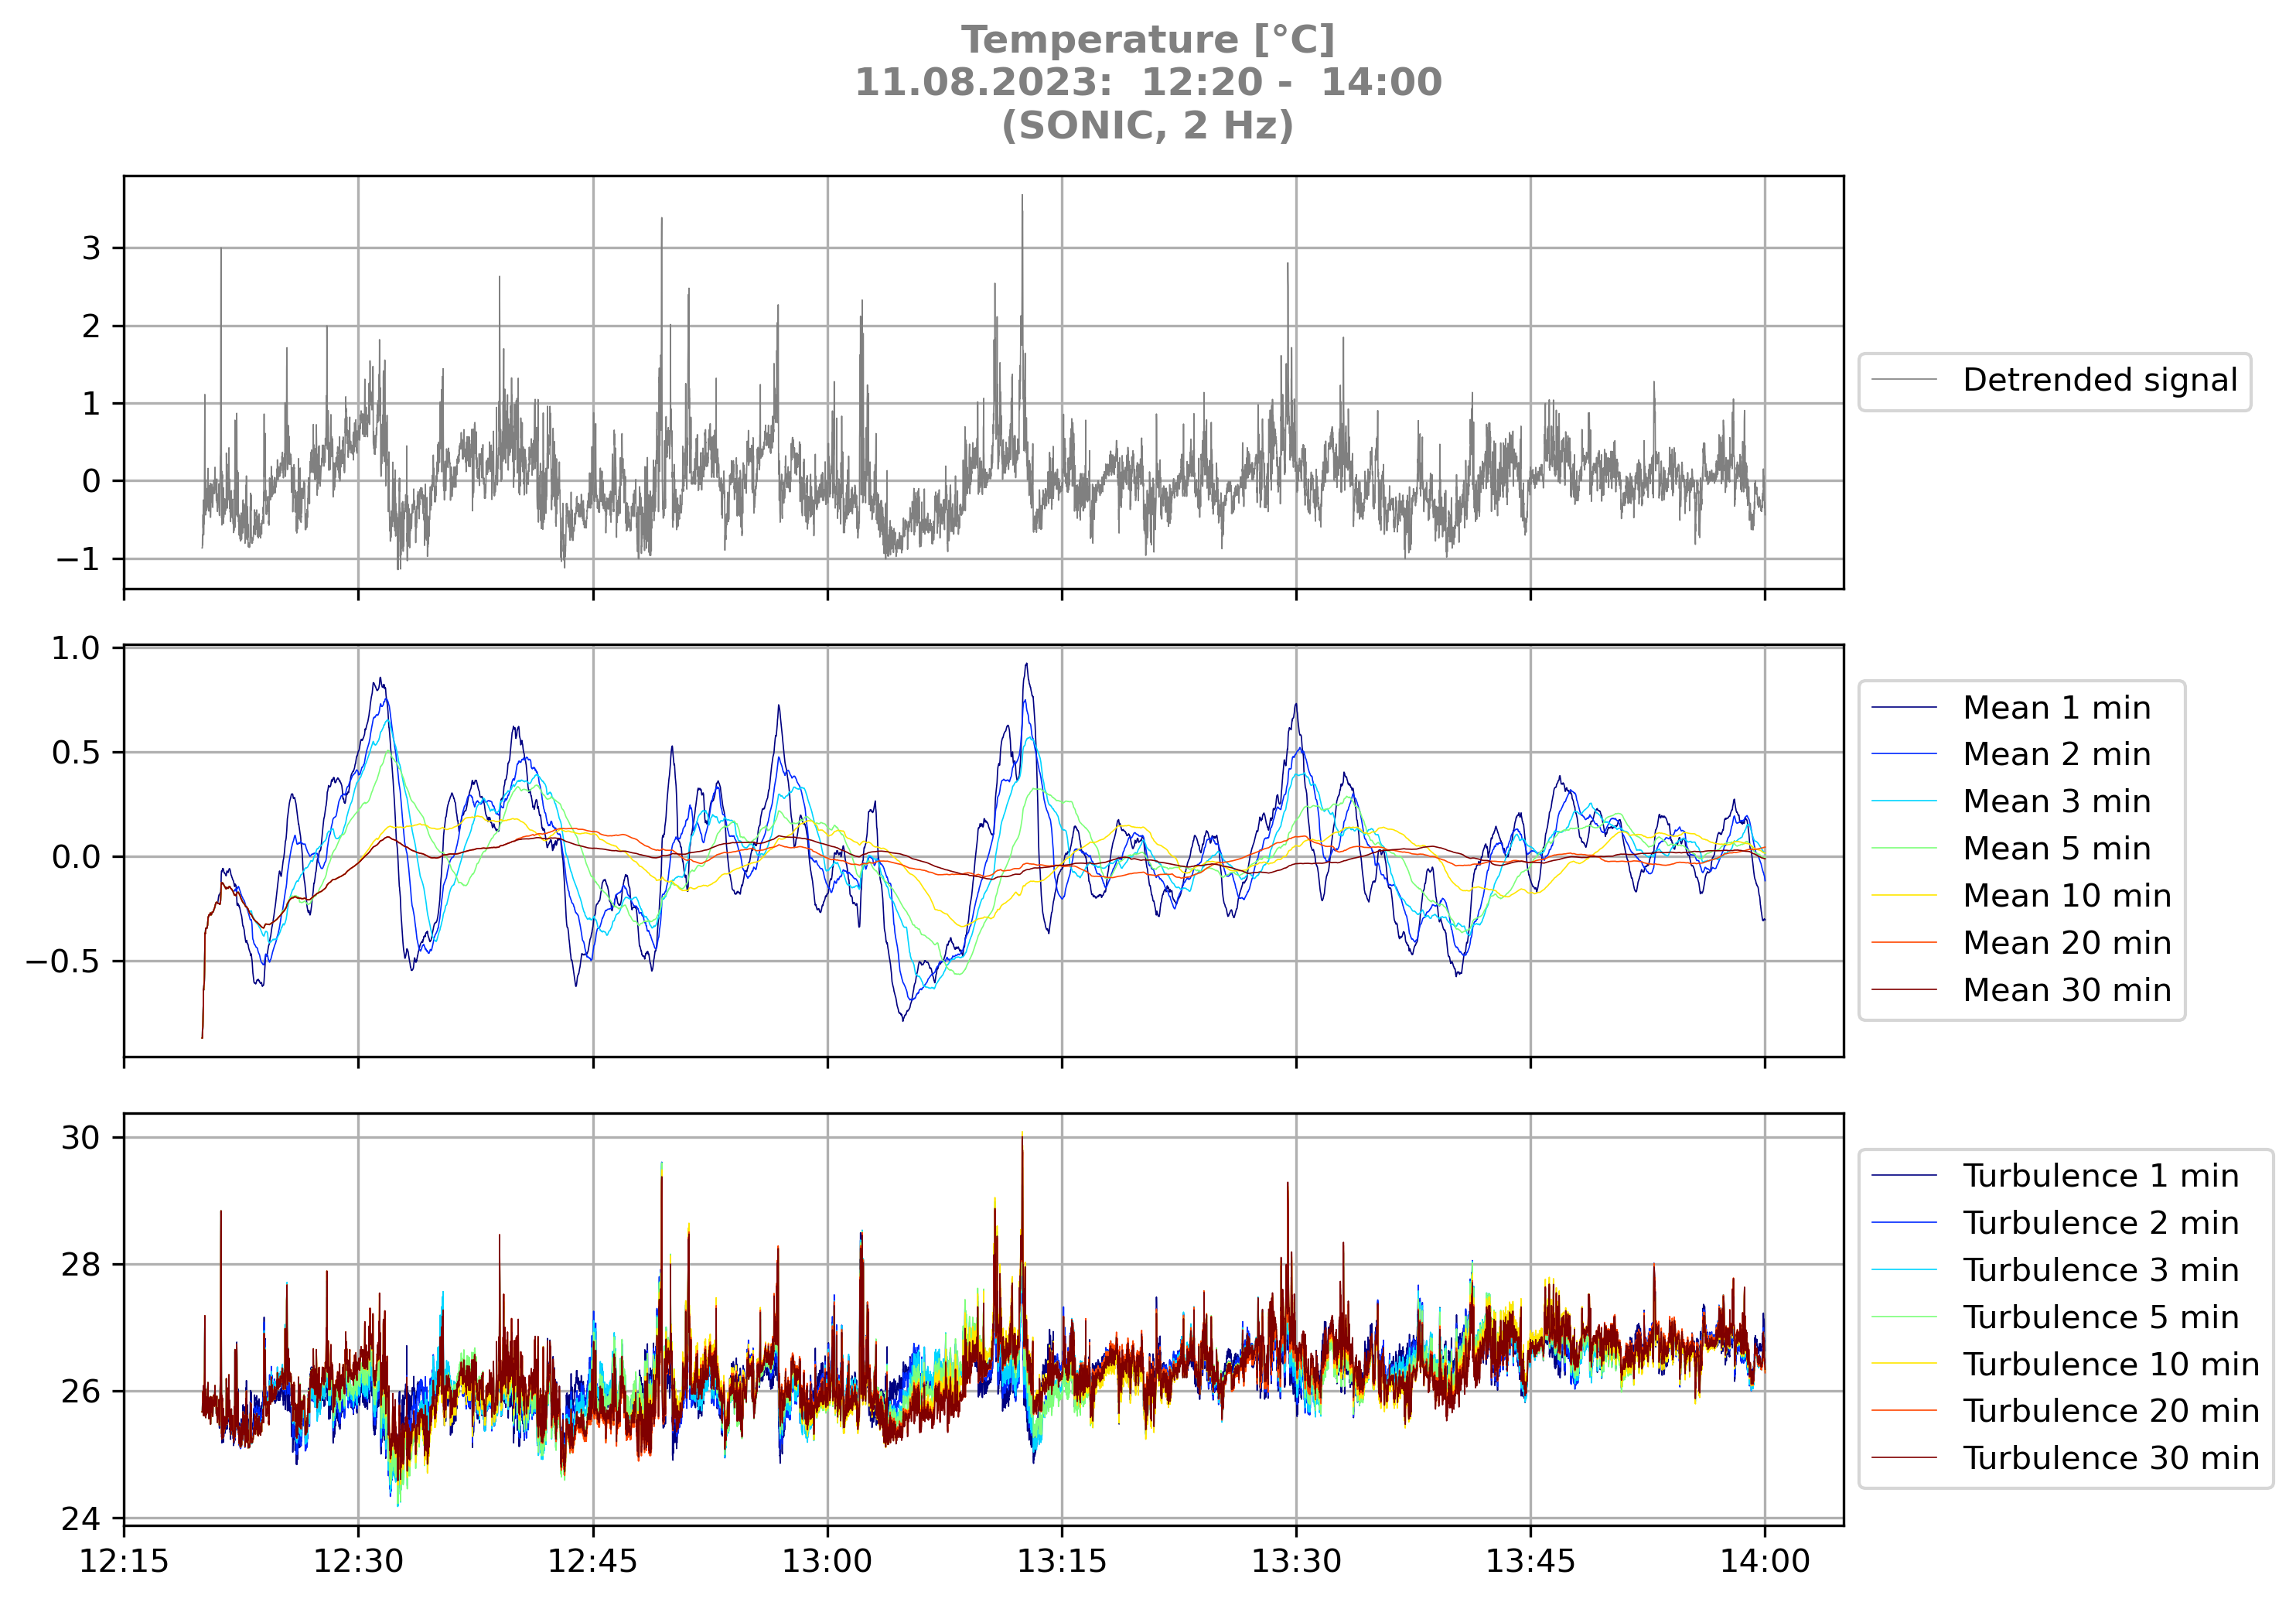 Temperature [°C]
11.08.2023:  12:20 -  14:00
(SONIC, 2 Hz)
3
2
1
0
−1
Detrended signal
1.0
0.5
0.0
−0.5
Mean 1 min
Mean 2 min
Mean 3 min
Mean 5 min
Mean 10 min
Mean 20 min
Mean 30 min
30
28
26
24
Turbulence 1 min
Turbulence 2 min
Turbulence 3 min
Turbulence 5 min
Turbulence 10 min
Turbulence 20 min
Turbulence 30 min
12:15 12:30 12:45 13:00 13:15 13:30 13:45 14:00